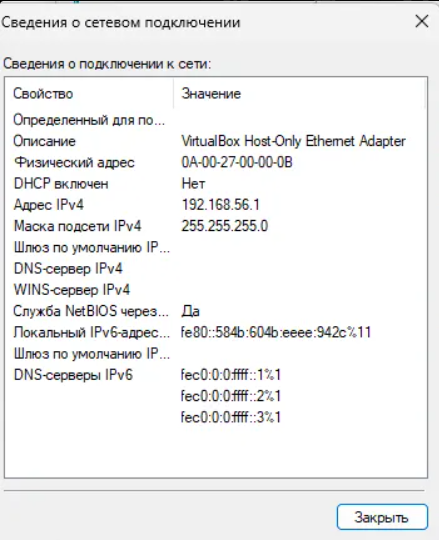 Сведения о сетевом подключении
Сведения о подключении к сети:
Свойство Значение
Определенный для по...
Описание VirtualBox Host-Only Ethernet Adapter
Физический адрес 0A-00-27-00-00-0B
DHCP включен Нет
Адрес IPv4 192.168.56.1
Маска подсети IPv4 255.255.255.0
Шлюз по умолчанию IP...
DNS-сервер IPv4
WINS-сервер IPv4
Служба NetBIOS через... Да
Локальный IPv6-адрес... fe80::584b:604b:eeee:942c%11
Шлюз по умолчанию IP...
DNS-серверы IPv6 fec0:0:0:ffff::1%1
fec0:0:0:ffff::2%1
fec0:0:0:ffff::3%1
Закрыть